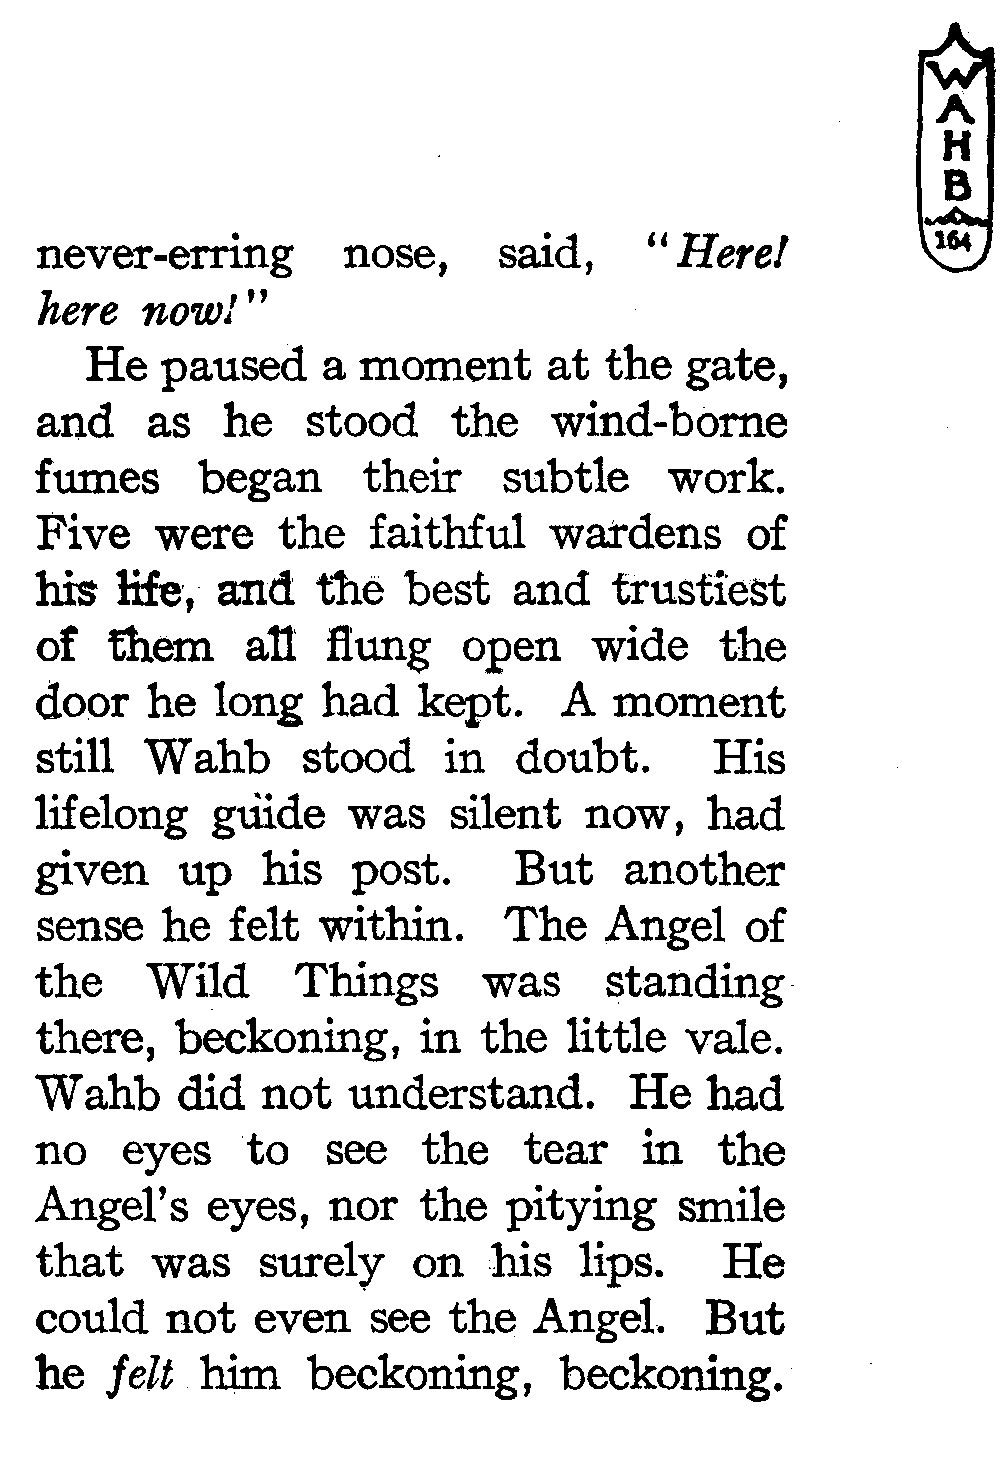 WAHB
164
never-erring nose, said, "Here!
here now!"
He paused a moment at the gate,
and as he stood the wind-borne
fumes began their subtle work.
Five were the faithful wardens of
his life, and the best and trustiest
of them all flung open wide the
door he long had kept. A moment
still Wahb stood in doubt. His
lifelong guide was silent now, had
given up his post. But another
sense he felt within. The Angel of
the Wild Things was standing
there, beckoning, in the little vale.
Wahb did not understand. He had
no eyes to see the tear in the
Angel's eyes, nor the pitying smile
that was surely on his lips. He
could not even see the Angel. But
he felt him beckoning, beckoning.